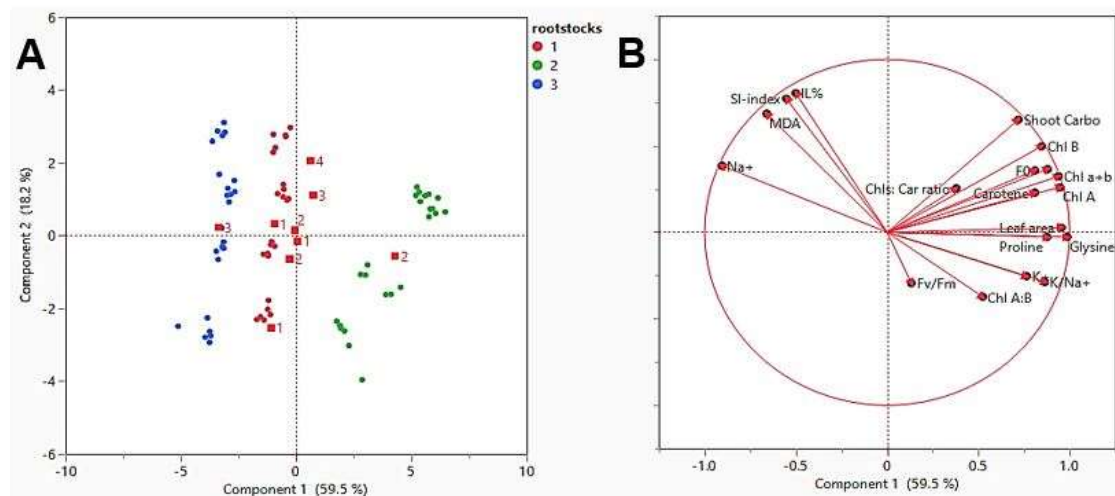 A
rootstocks
1
2
3
6
4
2
0
-2
-4
-6
Component 2 (18.2 %)
4
3
3
1
2
1
2
2
1
-10
-5
0
5
10
Component 1 (59.5 %)
B
SI-index
IL%
MDA
Na+
Shoot Carbo
Chl B
F0
Chl a+b
Chls: Car ratio
Carotene
Chl A
Leaf area
Proline
Glysine
K
K/Na+
Fv/Fm
Chl A:B
-1.0
-0.5
0.0
0.5
1.0
Component 1 (59.5 %)